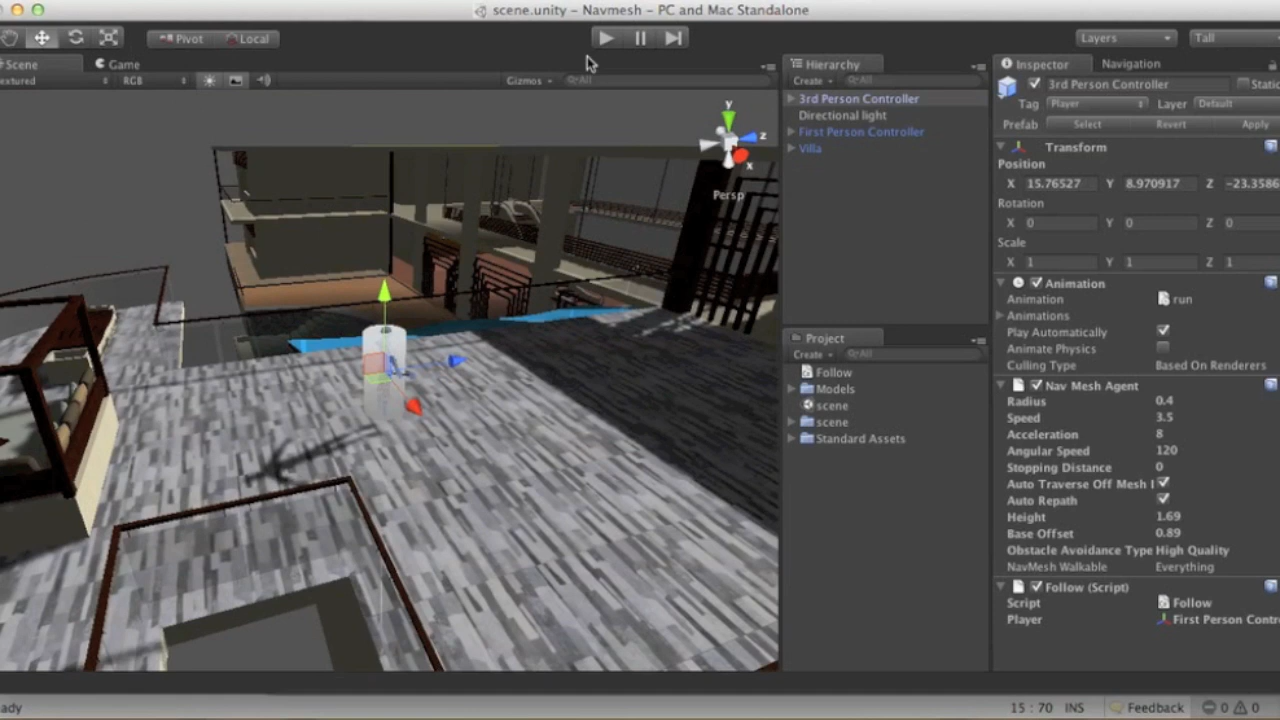 scene.unity – Navmesh – PC and Mac Standalone
Pivot Local Layers Tall
Scene Game Hierarchy Inspector Navigation
extured RGB Gizmos All Create All
3rd Person Controller Static
3rd Person Controller
Tag Player Layer Default
Directional light
First Person Controller
Prefab Select Revert Apply
Villa
Transform
Position
X 15.76527 Y 8.970917 Z -23.3586
Rotation
X 0 Y 0 Z 0
Scale
X 1 Y 1 Z 1
y
z
x
Persp
Animation
Animation run
Animations
Play Automatically
Animate Physics
Culling Type Based On Renderers
Project
Create All
Follow
Models
scene
scene
Standard Assets
Nav Mesh Agent
Radius 0.4
Speed 3.5
Acceleration 8
Angular Speed 120
Stopping Distance 0
Auto Traverse Off Mesh l
Auto Repath
Height 1.69
Base Offset 0.89
Obstacle Avoidance Type High Quality
NavMesh Walkable Everything
Follow (Script)
Script Follow
Player First Person Contr
ady 15 : 70 INS Feedback 0 0